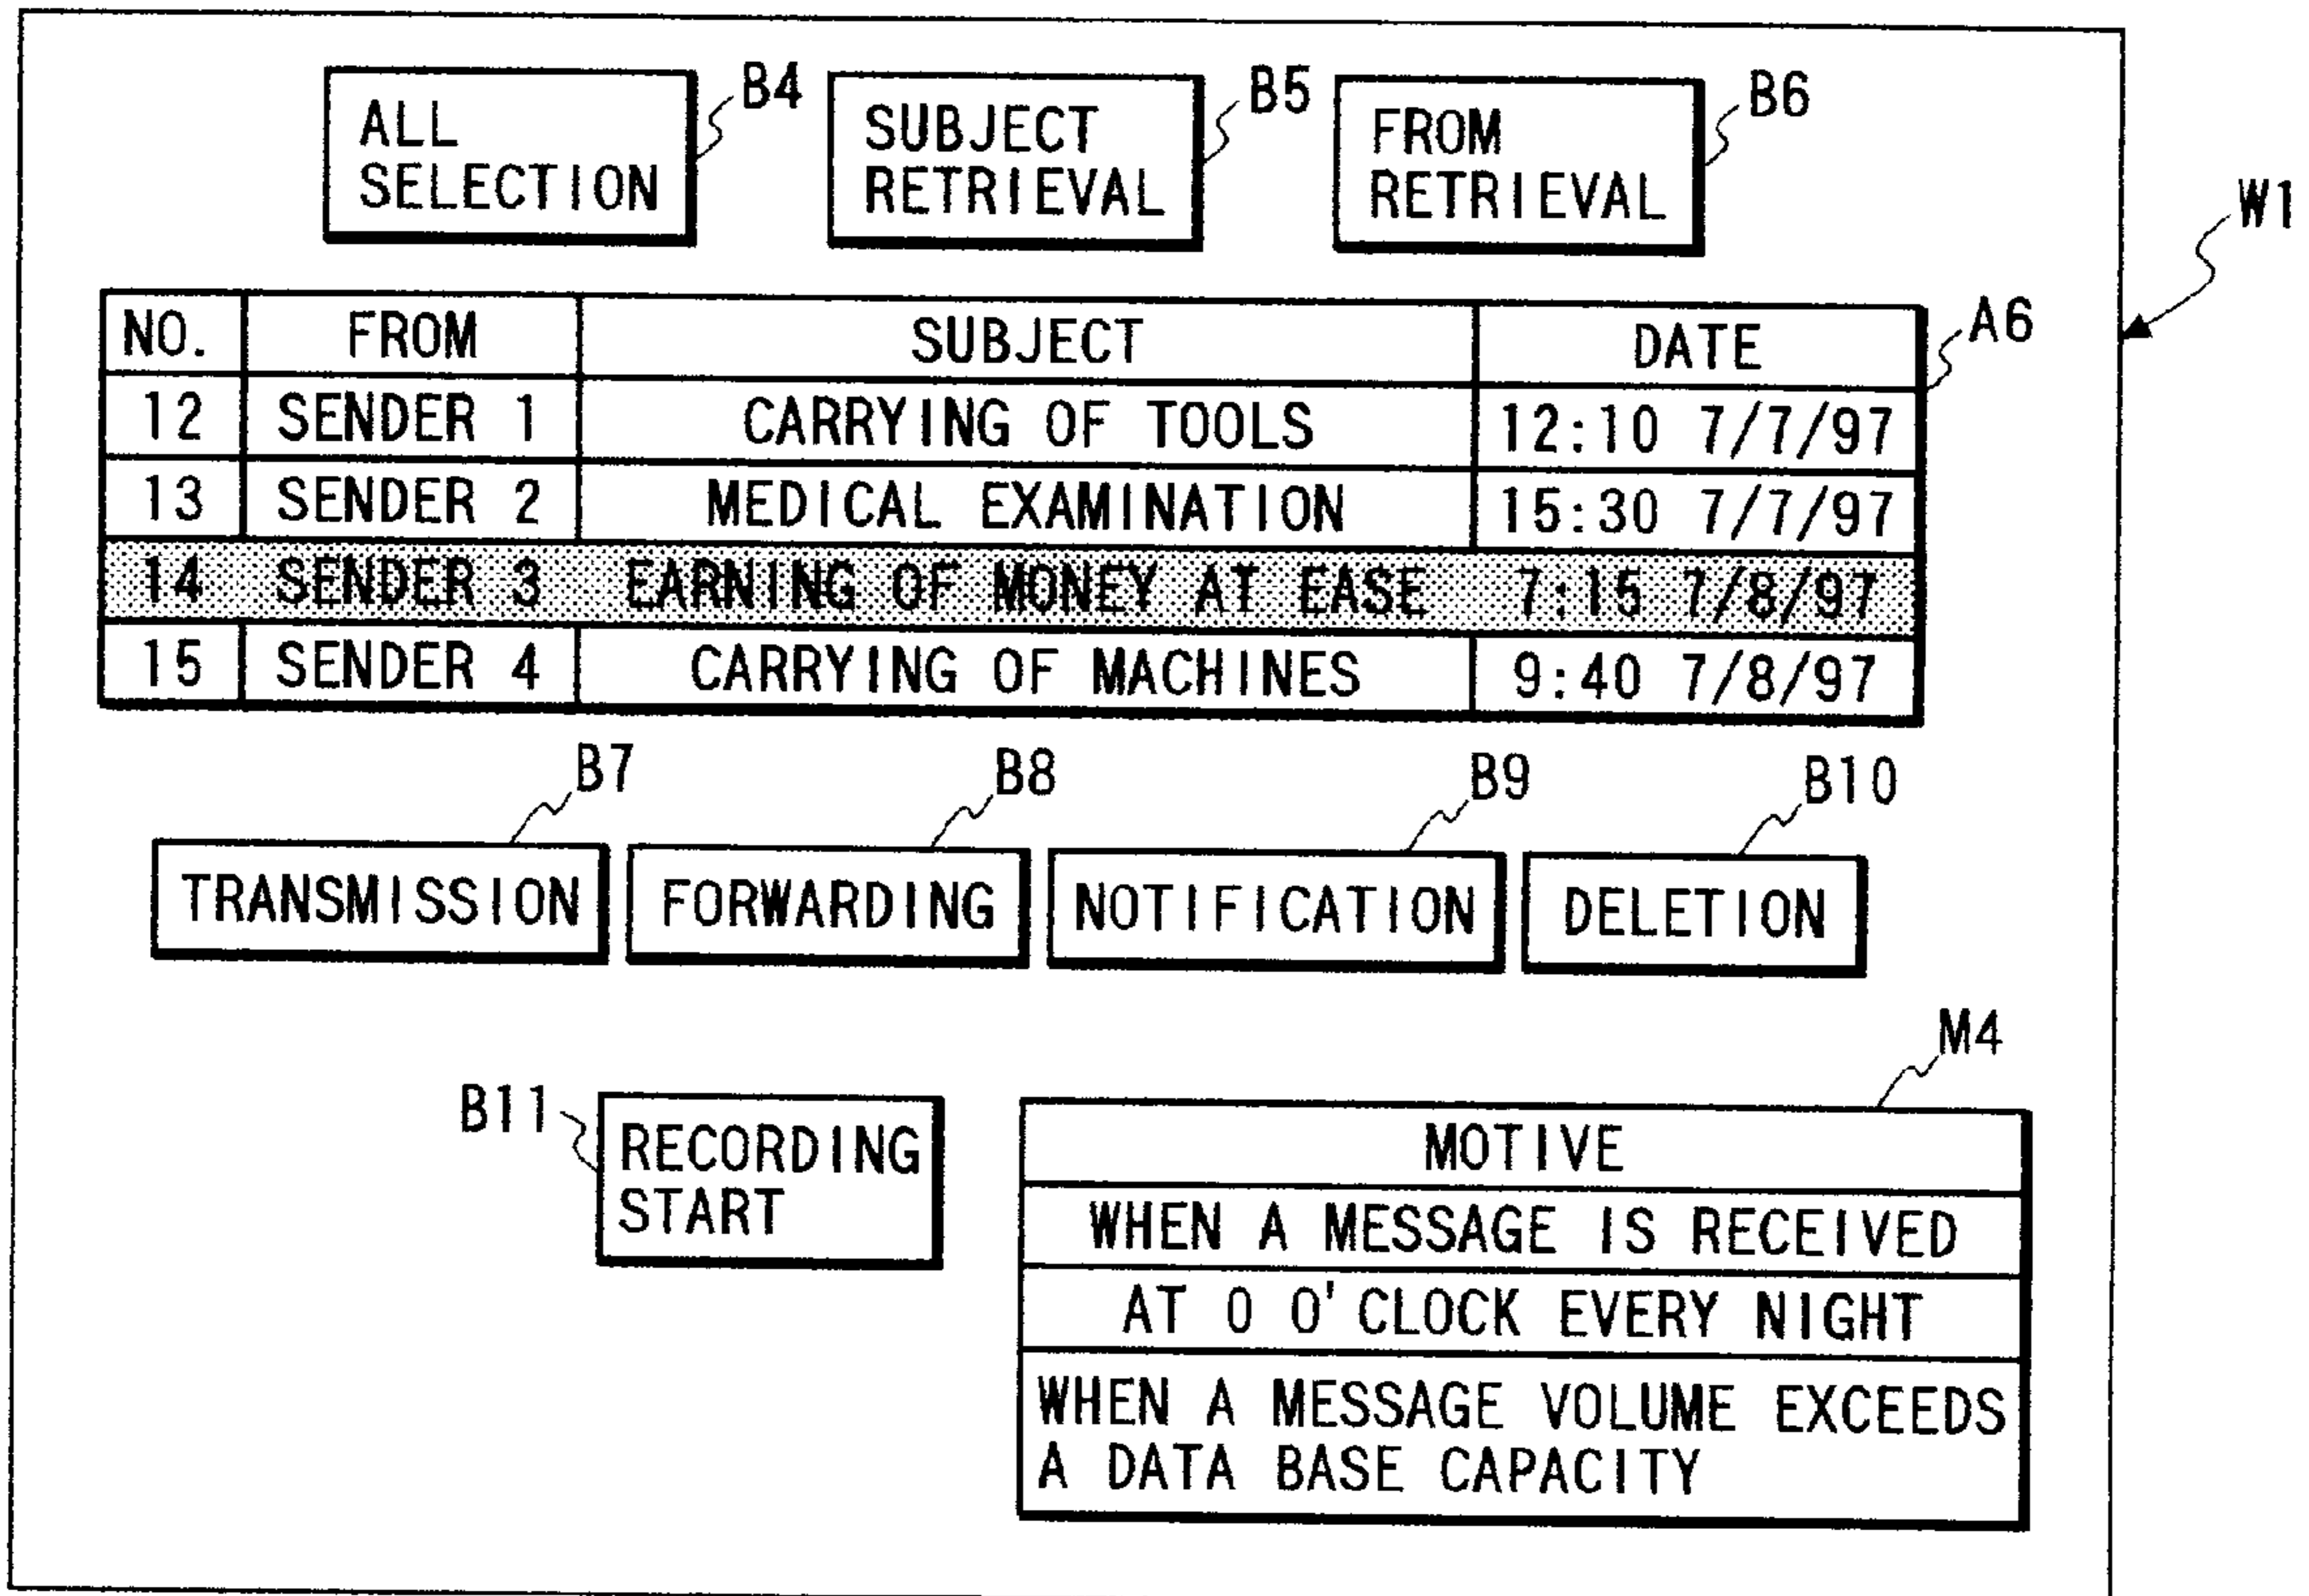 B4
B5
B6
ALL
SELECTION
SUBJECT
RETRIEVAL
FROM
RETRIEVAL
W1
A6
NO. FROM SUBJECT DATE
12 SENDER 1 CARRYING OF TOOLS 12:10 7/7/97
13 SENDER 2 MEDICAL EXAMINATION 15:30 7/7/97
14 SENDER 3 EARNING OF MONEY AT EASE 7:15 7/8/97
15 SENDER 4 CARRYING OF MACHINES 9:40 7/8/97
B7
B8
B9
B10
TRANSMISSION
FORWARDING
NOTIFICATION
DELETION
B11
RECORDING
START
M4
MOTIVE
WHEN A MESSAGE IS RECEIVED
AT 0 O'CLOCK EVERY NIGHT
WHEN A MESSAGE VOLUME EXCEEDS
A DATA BASE CAPACITY